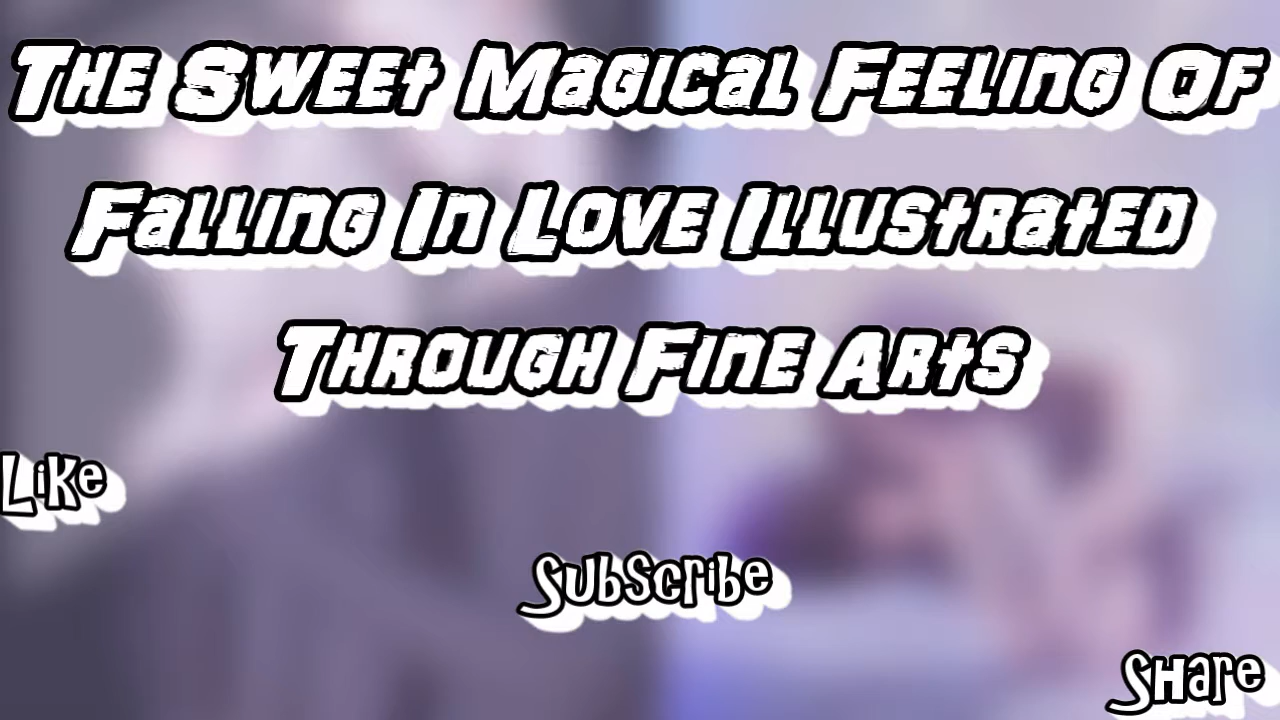 The Sweet Magical Feeling Of
Falling In Love Illustrated
Through Fine Arts
Like
Subscribe
Share